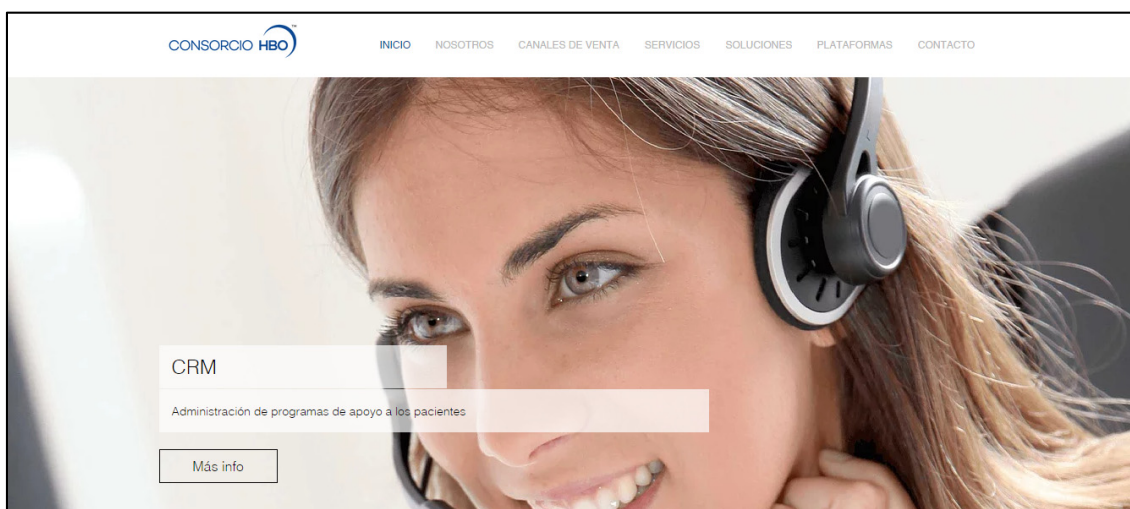 CONSORCIO HBO™
INICIO NOSOTROS CANALES DE VENTA SERVICIOS SOLUCIONES PLATAFORMAS CONTACTO
CRM
Administración de programas de apoyo a los pacientes
Más info